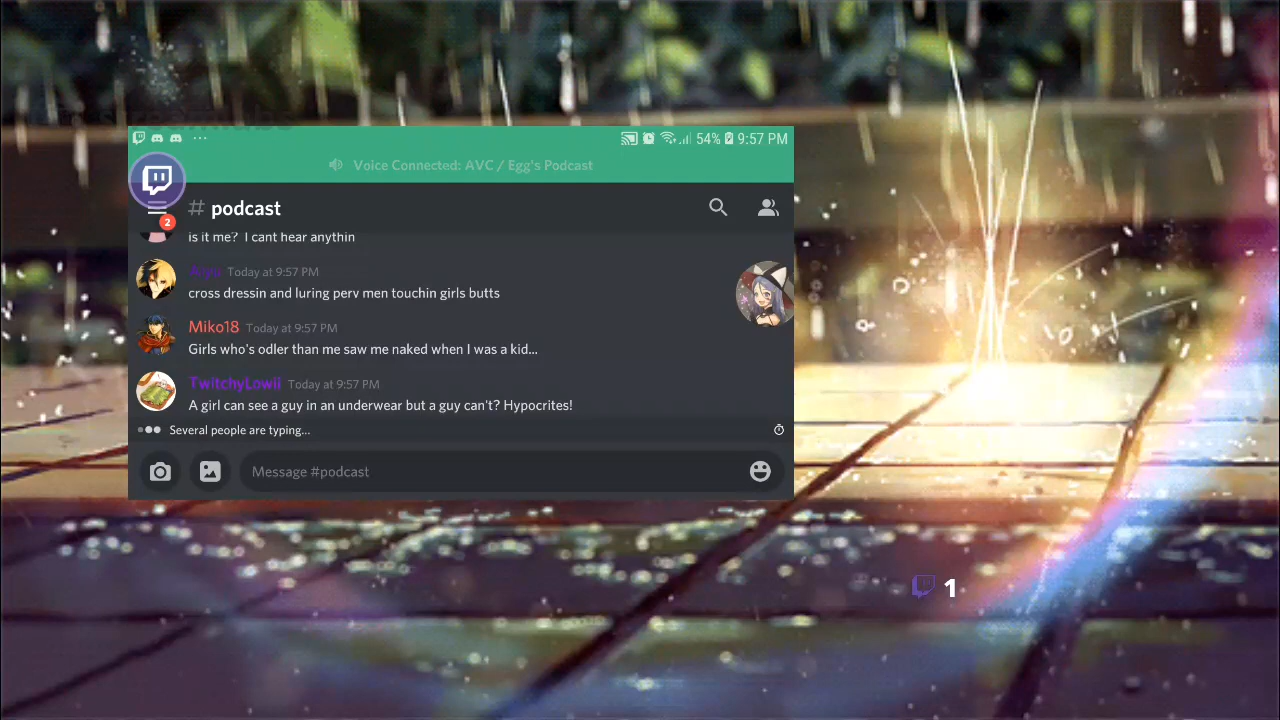 54% 9:57 PM
Voice Connected: AVC / Egg's Podcast
2
# podcast
is it me? I cant hear anythin
Today at 9:57 PM
cross dressin and luring perv men touchin girls butts
Miko18 Today at 9:57 PM
Girls who's odler than me saw me naked when I was a kid...
TwitchyLowii Today at 9:57 PM
A girl can see a guy in an underwear but a guy can't? Hypocrites!
Several people are typing...
Message #podcast
1